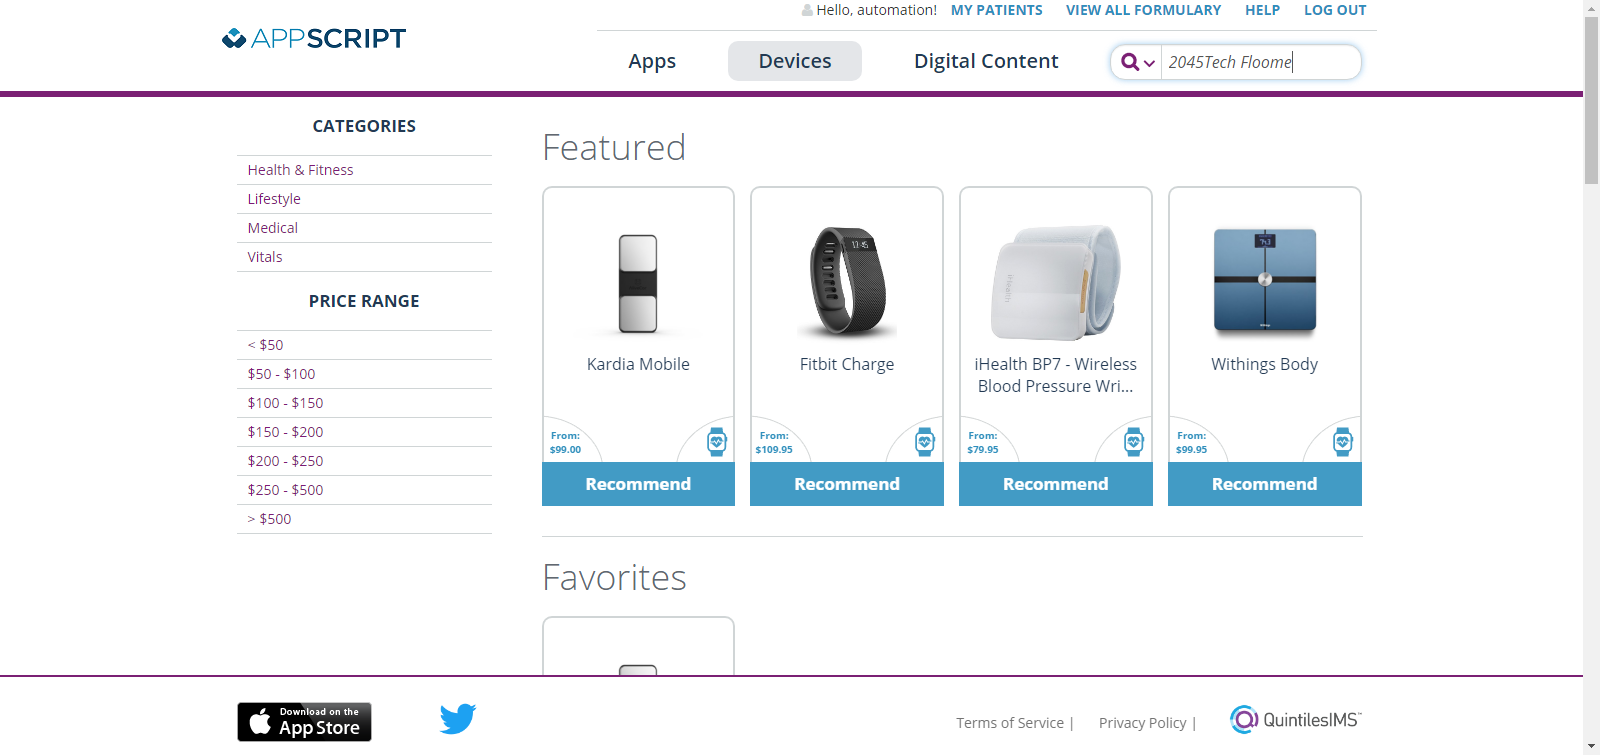 Hello, automation! MY PATIENTS VIEW ALL FORMULARY HELP LOG OUT
APPSCRIPT
Apps Devices Digital Content 2045Tech Floome
CATEGORIES
Health & Fitness
Lifestyle
Medical
Vitals
PRICE RANGE
< $50
$50 - $100
$100 - $150
$150 - $200
$200 - $250
$250 - $500
> $500
Featured
Kardia Mobile
From:
$99.00
Recommend
12:45
Fitbit Charge
From:
$109.95
Recommend
iHealth
iHealth BP7 - Wireless
Blood Pressure Wri...
From:
$79.95
Recommend
Withings Body
From:
$99.95
Recommend
Favorites
Download on the
App Store
Terms of Service |
Privacy Policy |
QuintilesIMS™